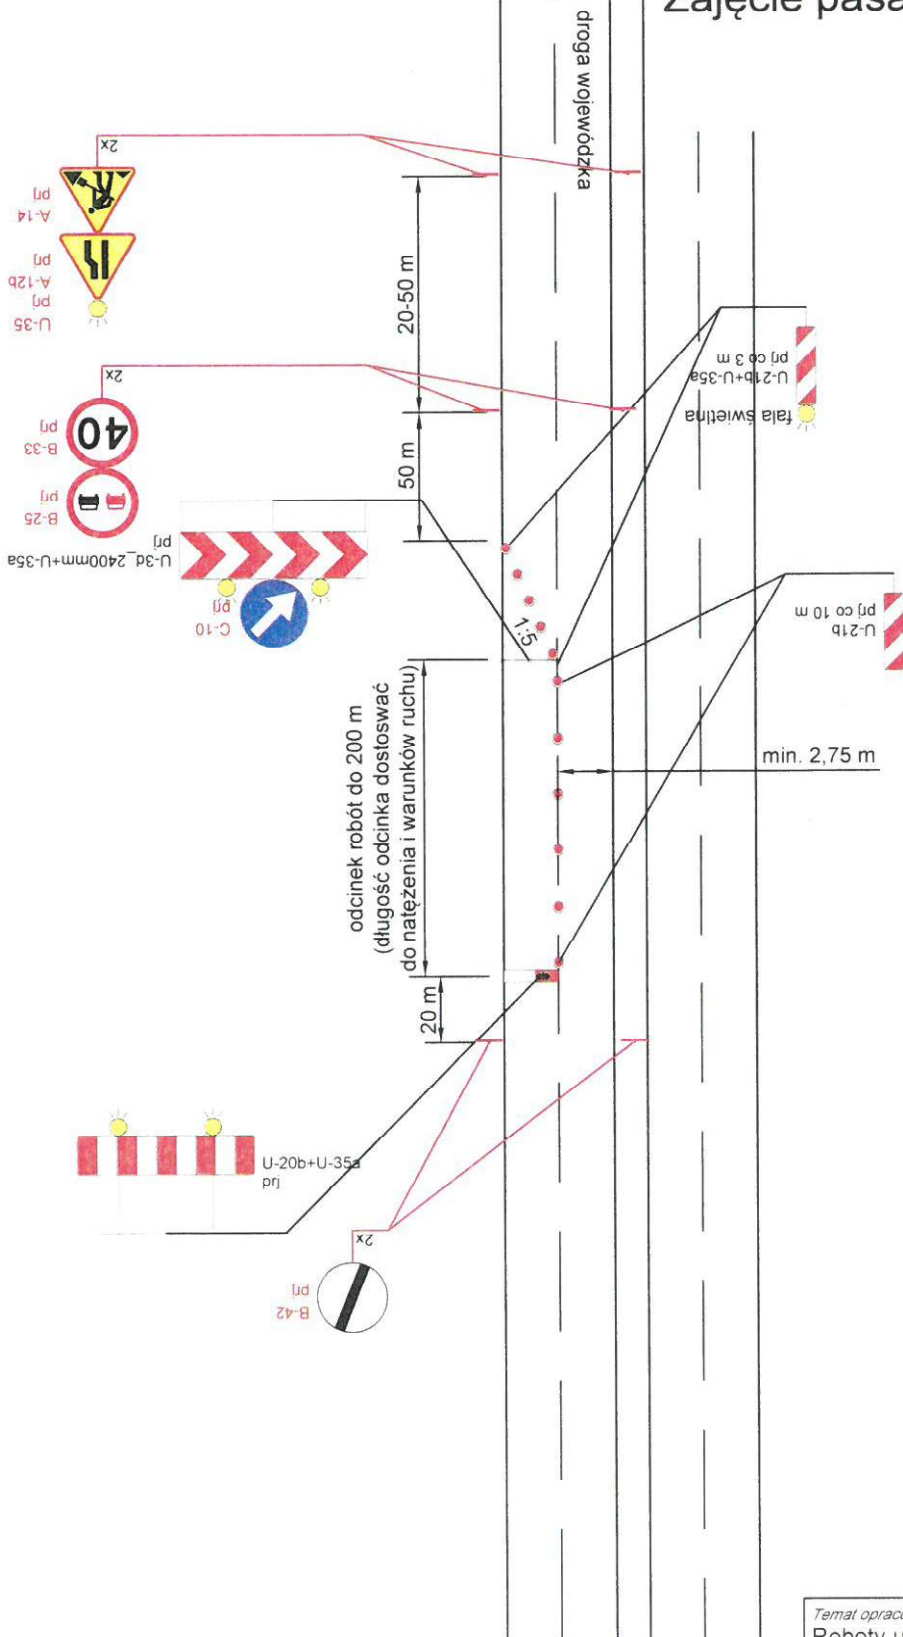 Zajęcie pasa
droga wojewódzka
2x
A-14
prj
A-12b
prj
U-35
prj
20-50 m
2x
40
B-33
prj
B-25
prj
50 m
U-3d_2400mm+U-35a
prj
C-10
prj
1:5
fala świetlna
U-21b+U-35a
prj co 3 m
U-21b
prj co 10 m
min. 2,75 m
odcinek robót do 200 m
(długość odcinka dostoswać
do natężenia i warunków ruchu)
20 m
U-20b+U-35a
prj
2x
B-42
prj
Temat opraco
Roboty u